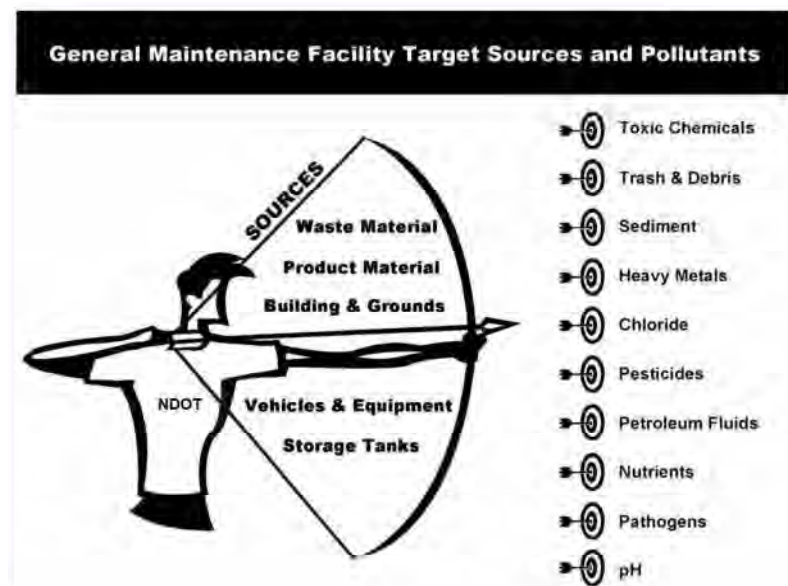 General Maintenance Facility Target Sources and Pollutants
SOURCES
Waste Material
Product Material
Building & Grounds
NDOT
Vehicles & Equipment
Storage Tanks
Toxic Chemicals
Trash & Debris
Sediment
Heavy Metals
Chloride
Pesticides
Petroleum Fluids
Nutrients
Pathogens
pH